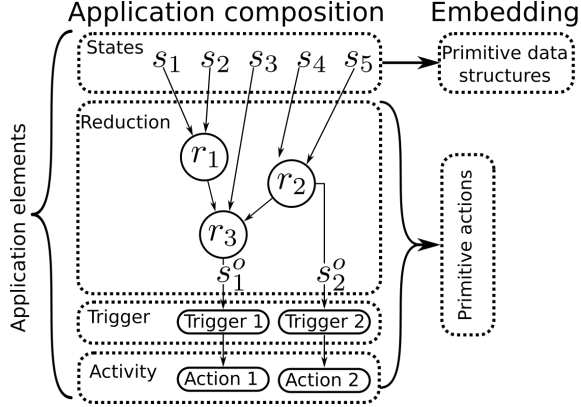 Application composition
Embedding
Application elements
States
s₁ s₂ s₃ s₄ s₅
Primitive data
structures
Reduction
r₁
r₂
r₃
s₁ᵒ
s₂ᵒ
Primitive actions
Trigger
Trigger 1
Trigger 2
Activity
Action 1
Action 2